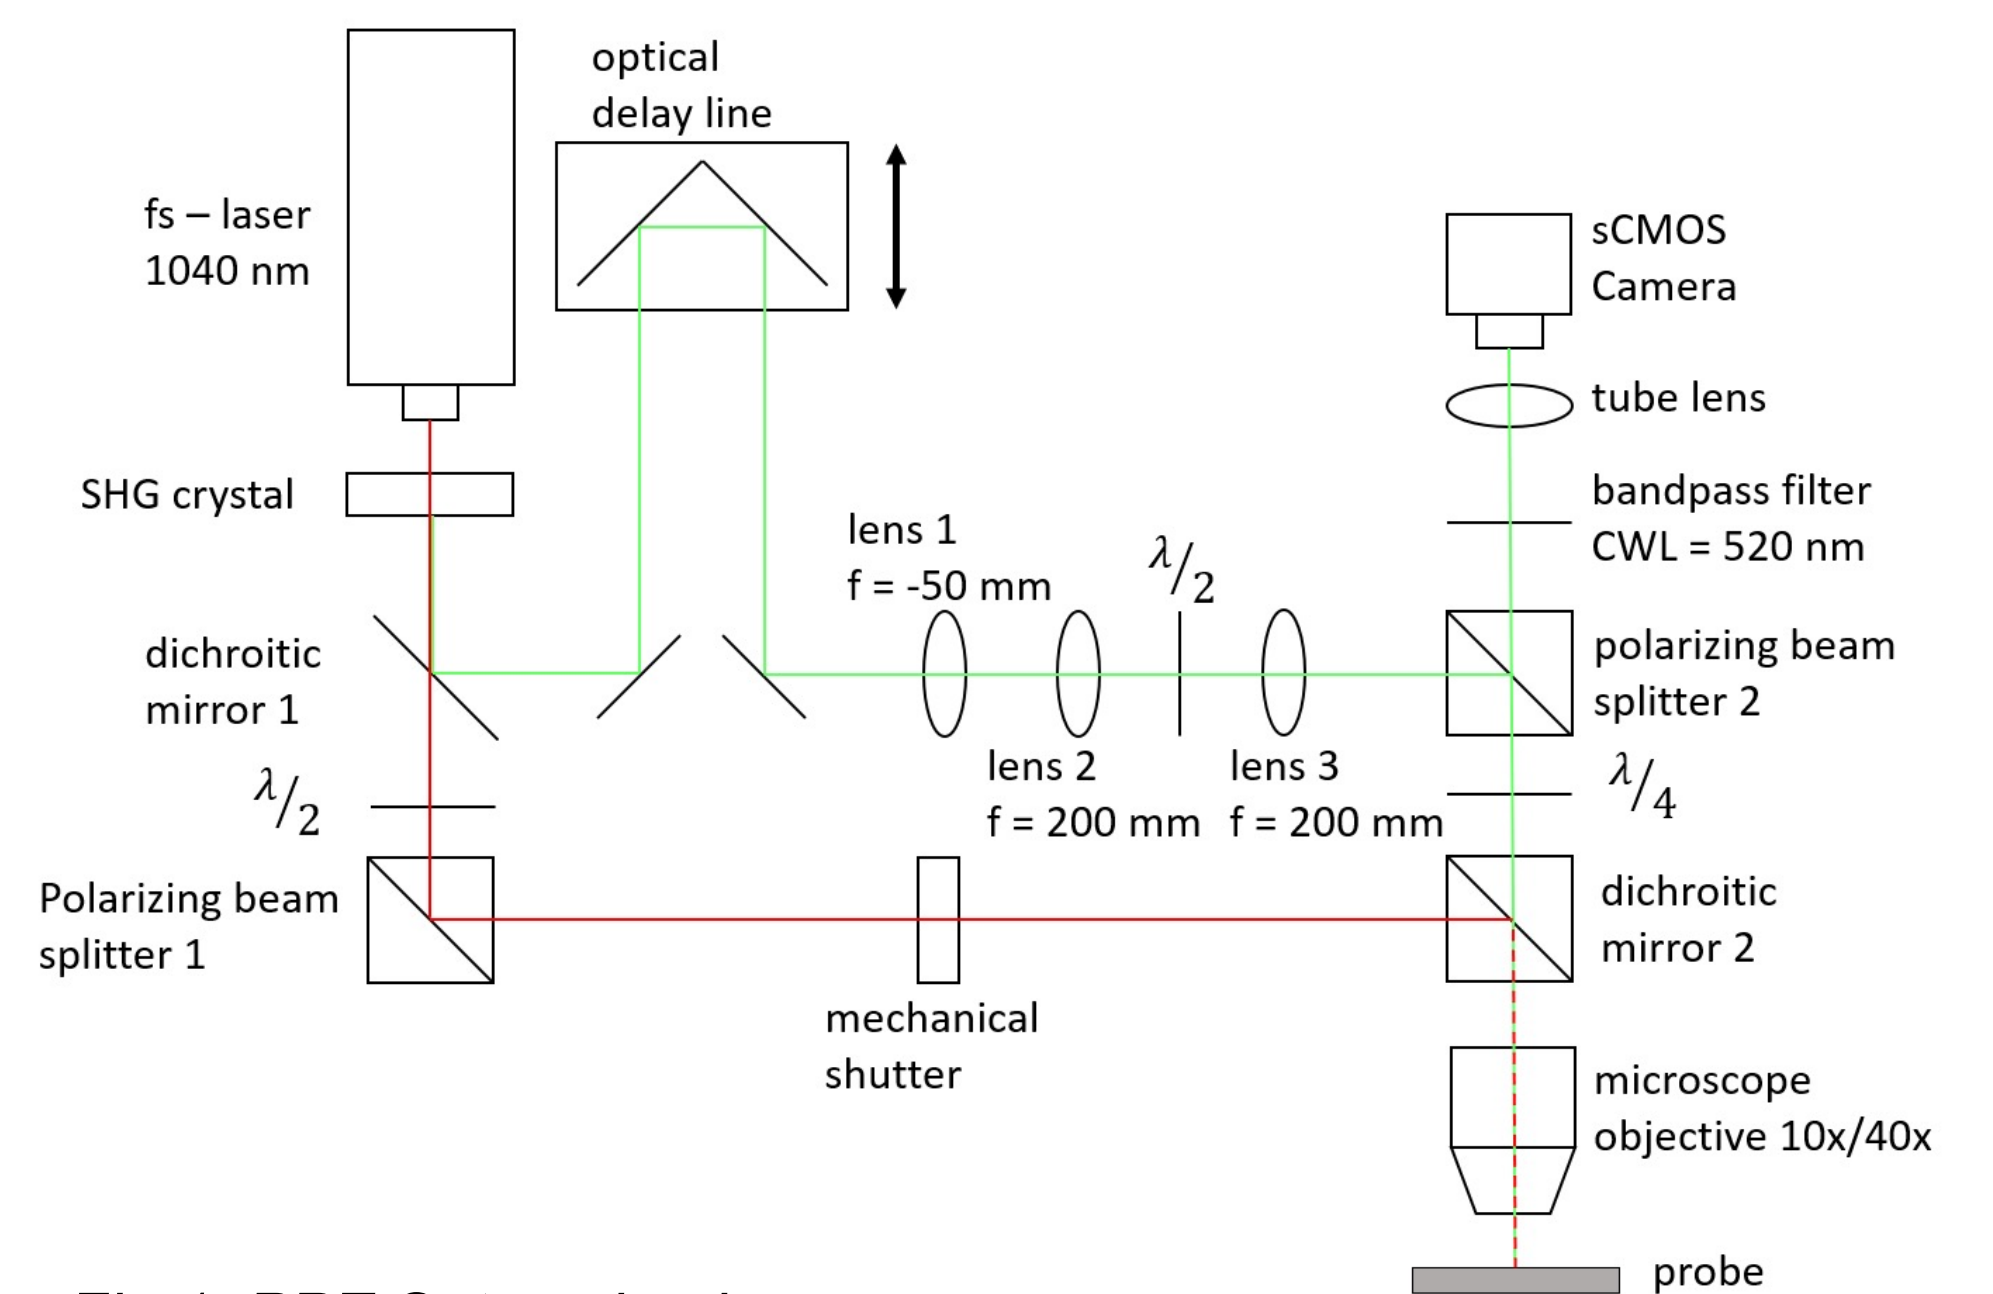 optical
delay line
fs – laser
1040 nm
sCMOS
Camera
tube lens
SHG crystal
bandpass filter
CWL = 520 nm
lens 1
f = -50 mm
λ/2
dichroitic
mirror 1
polarizing beam
splitter 2
lens 2
f = 200 mm
lens 3
f = 200 mm
λ/2
λ/4
Polarizing beam
splitter 1
dichroitic
mirror 2
mechanical
shutter
microscope
objective 10x/40x
probe